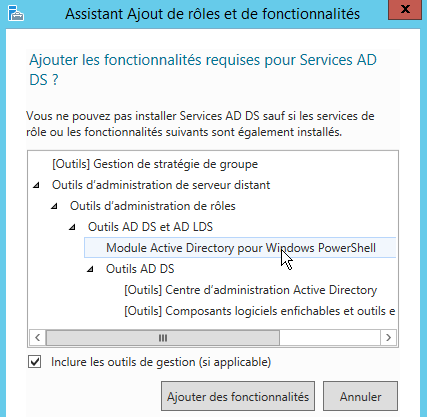 Assistant Ajout de rôles et de fonctionnalités
x
Ajouter les fonctionnalités requises pour Services AD
DS ?
Vous ne pouvez pas installer Services AD DS sauf si les services de
rôle ou les fonctionnalités suivants sont également installés.
[Outils] Gestion de stratégie de groupe
Outils d'administration de serveur distant
Outils d'administration de rôles
Outils AD DS et AD LDS
Module Active Directory pour Windows PowerShell
Outils AD DS
[Outils] Centre d'administration Active Directory
[Outils] Composants logiciels enfichables et outils e
Inclure les outils de gestion (si applicable)
Ajouter des fonctionnalités
Annuler